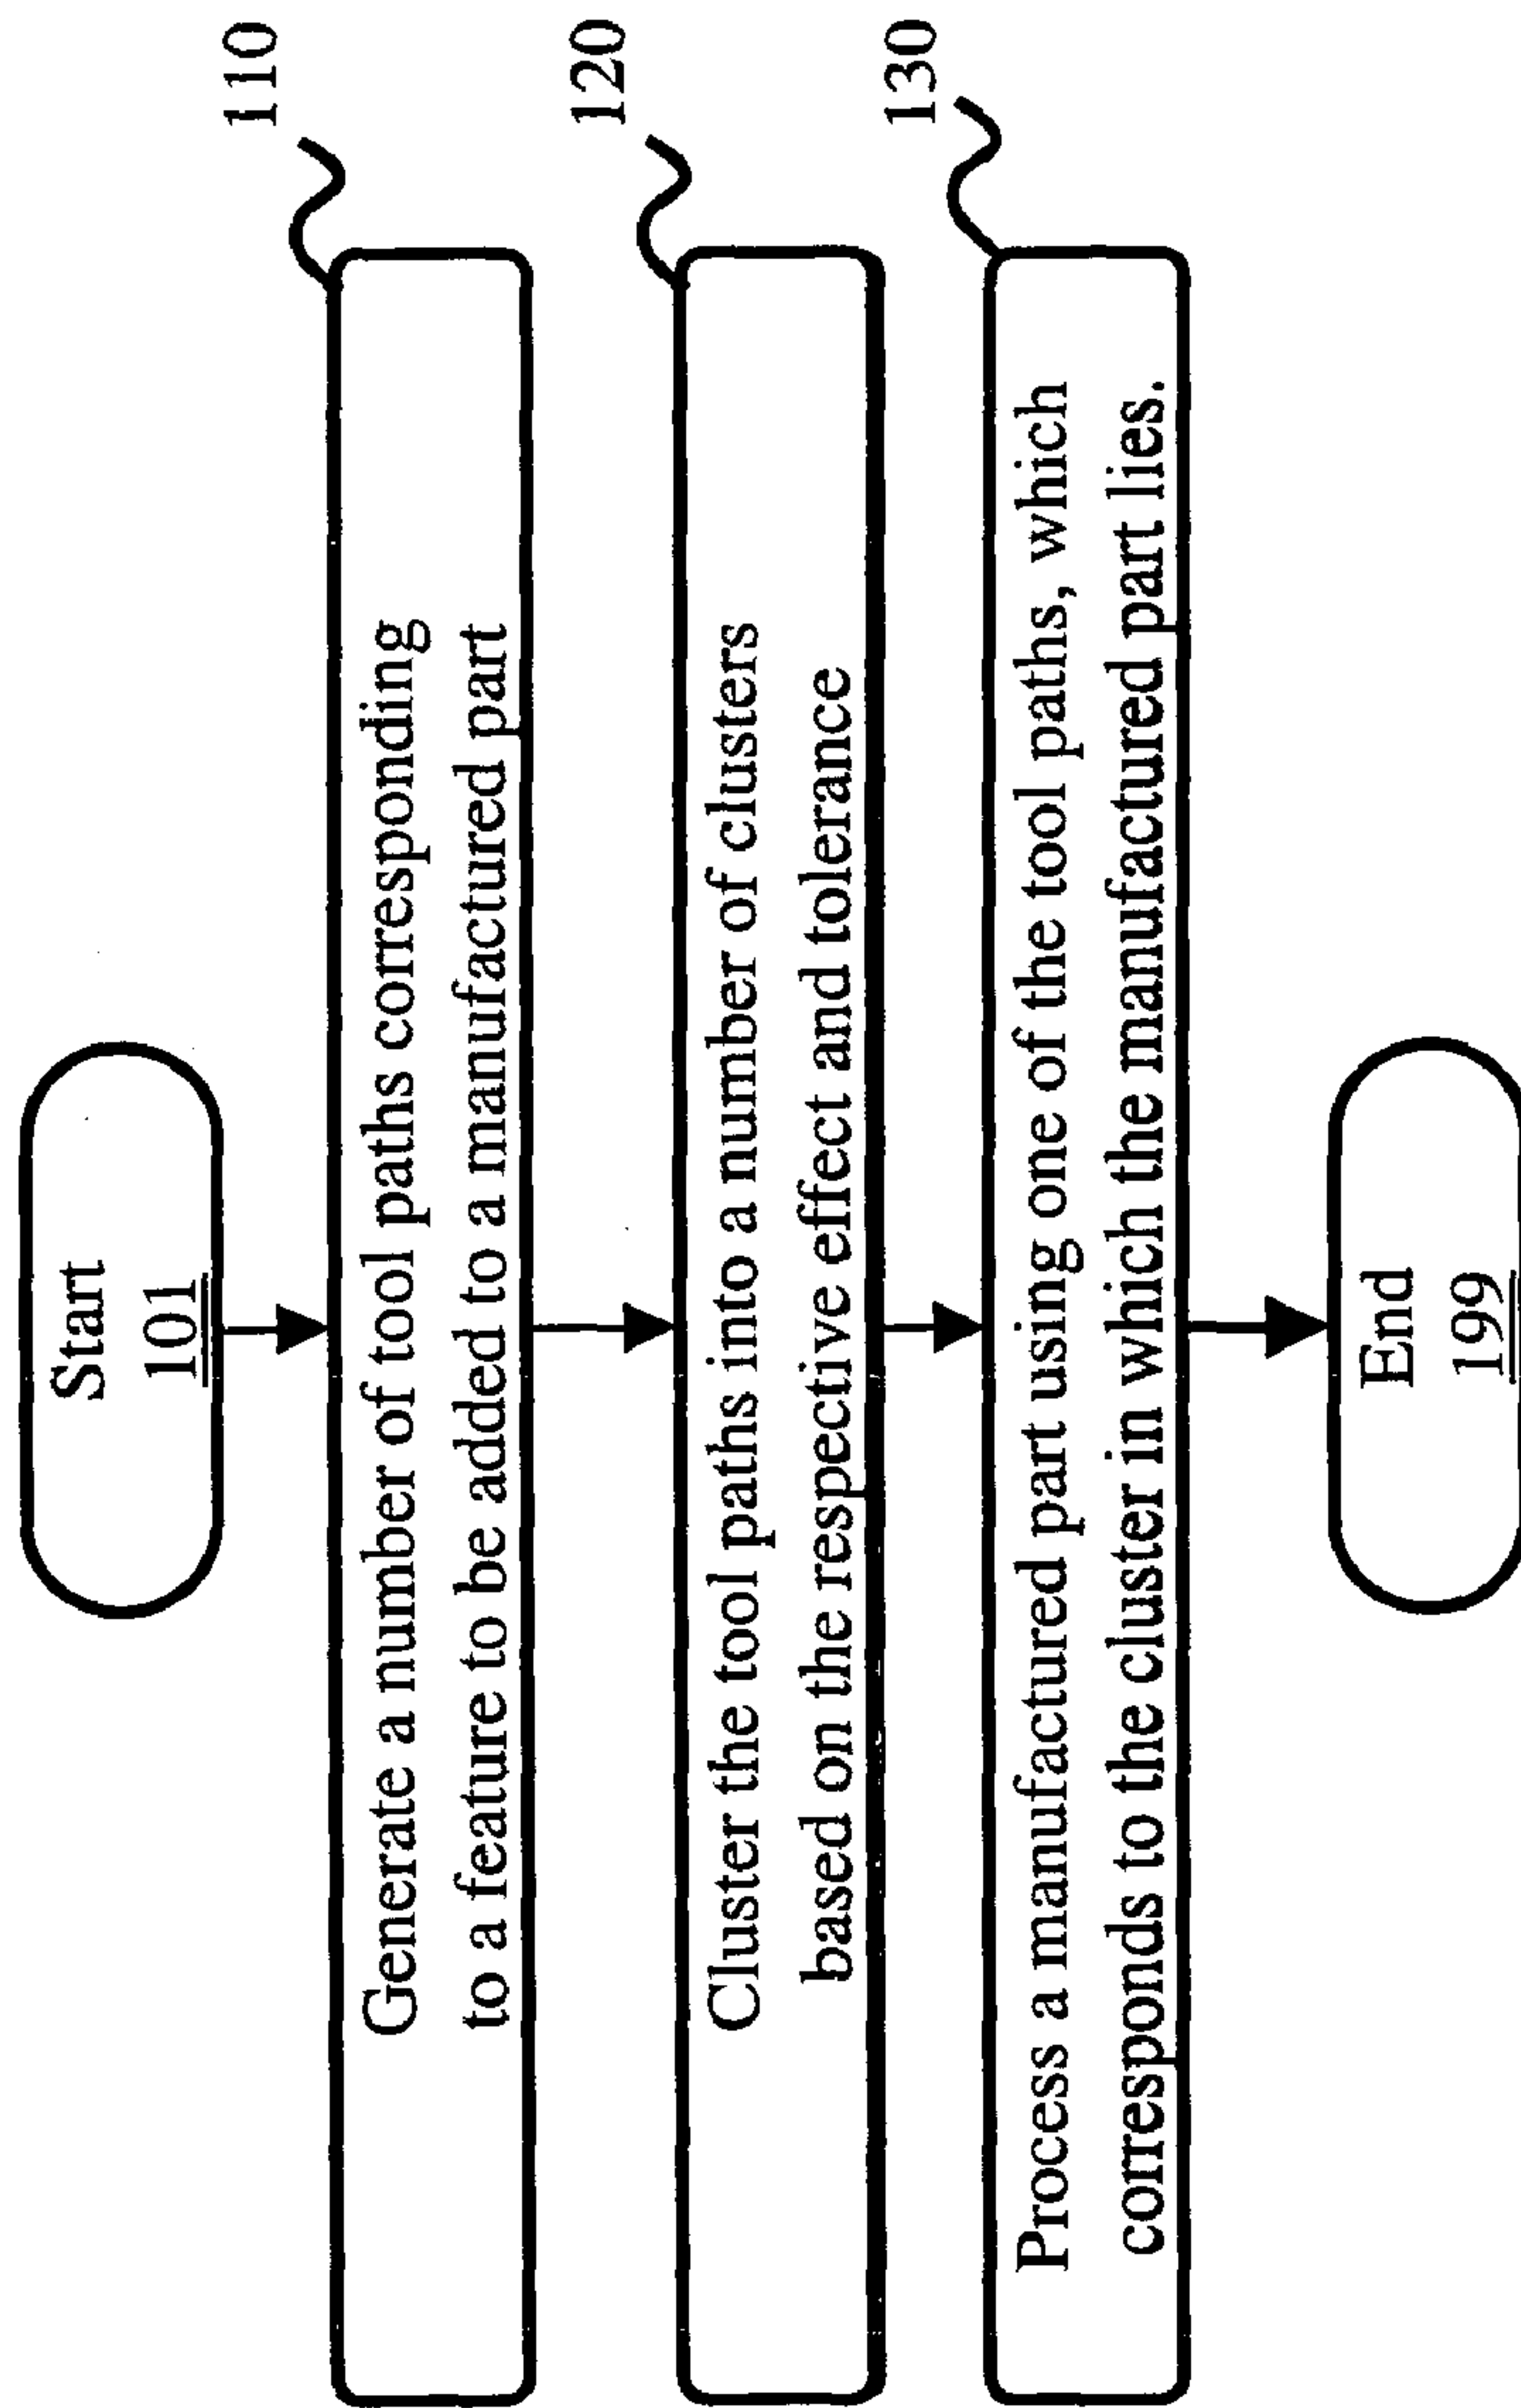 Start
101
110
Generate a number of tool paths corresponding
to a feature to be added to a manufactured part
120
Cluster the tool paths into a number of clusters
based on the respective effect and tolerance
130
Process a manufactured part using one of the tool paths, which
corresponds to the cluster in which the manufactured part lies.
End
199